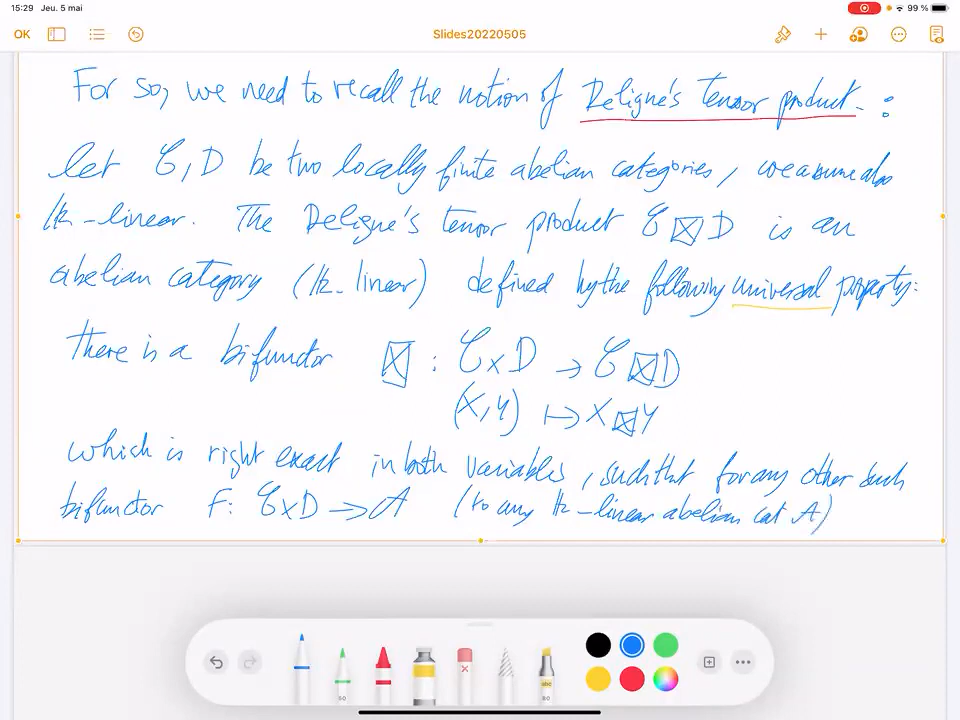 15:29 Jeu. 5 mai 99 %
OK Slides20220505
For so, we need to recall the notion of Deligne's tensor product :
Let 𝒞, D be two locally finite abelian categories, we assume also
𝕜-linear. The Deligne's tensor product 𝒞 ⊠ D is an
abelian category (𝕜-linear) defined by the following universal property:
there is a bifunctor ⊠ : 𝒞 × D → 𝒞 ⊠ D
(X, Y) ↦ X ⊠ Y
which is right exact in both variables, such that for any other such
bifunctor F: 𝒞 × D → 𝒜 (to any 𝕜-linear abelian cat 𝒜)
50 abc 80